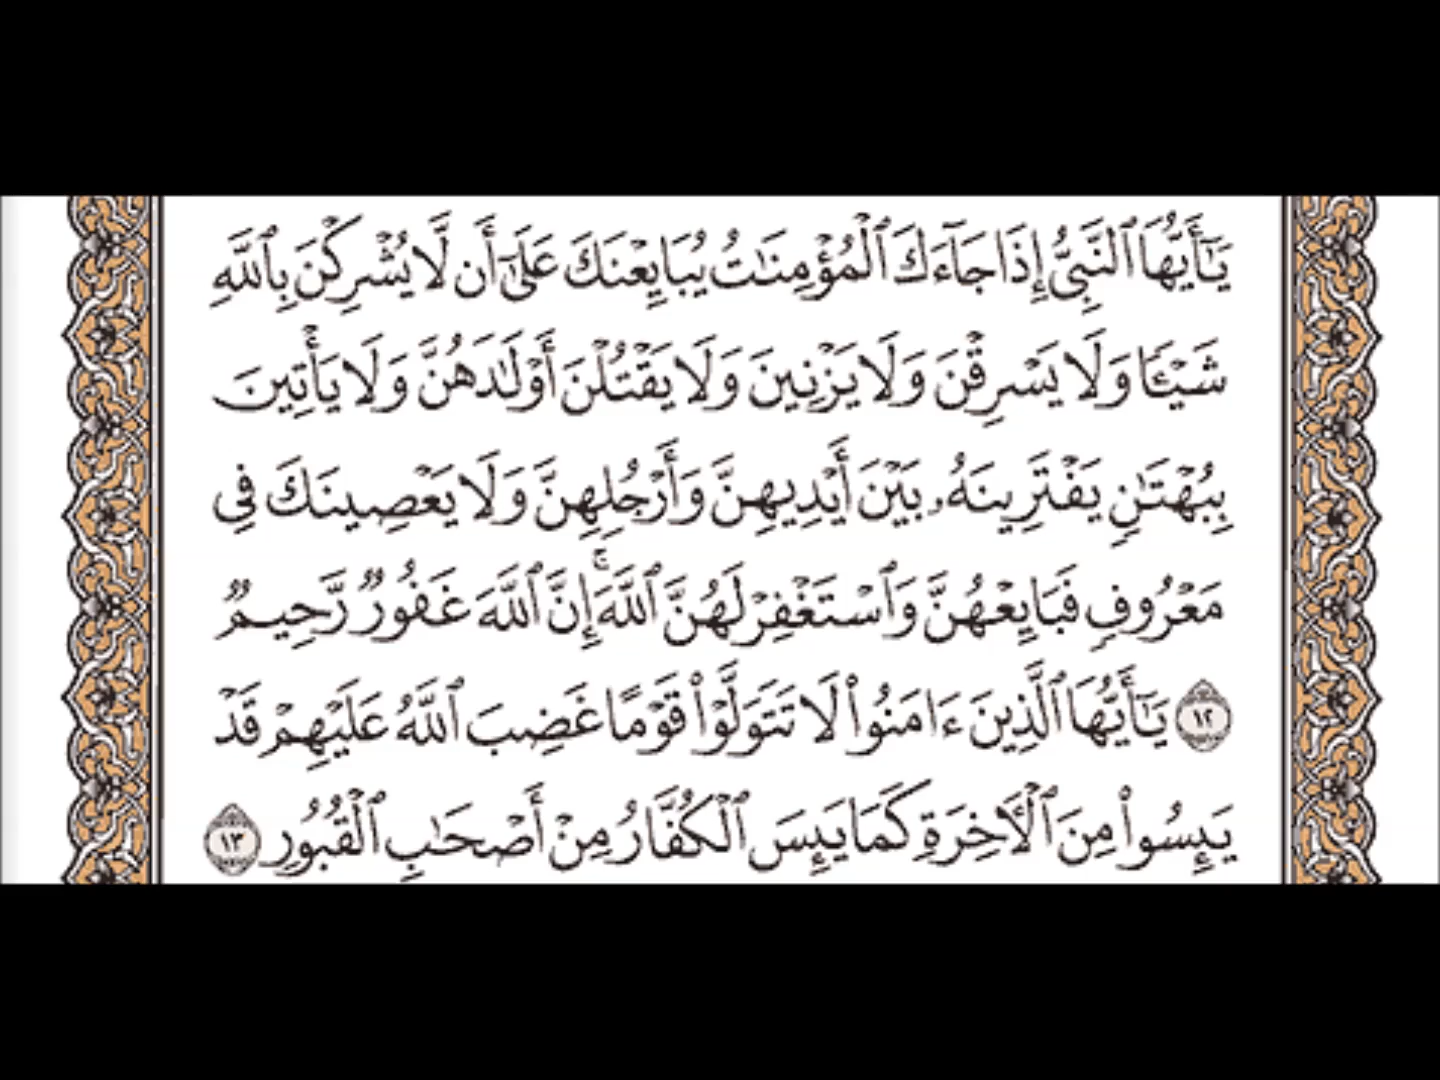 يَـٰٓأَيُّهَا ٱلنَّبِىُّ إِذَا جَآءَكَ ٱلْمُؤْمِنَـٰتُ يُبَايِعْنَكَ عَلَىٰٓ أَن لَّا يُشْرِكْنَ بِٱللَّهِ
شَيْـًٔا وَلَا يَسْرِقْنَ وَلَا يَزْنِينَ وَلَا يَقْتُلْنَ أَوْلَـٰدَهُنَّ وَلَا يَأْتِينَ
بِبُهْتَـٰنٍ يَفْتَرِينَهُۥ بَيْنَ أَيْدِيهِنَّ وَأَرْجُلِهِنَّ وَلَا يَعْصِينَكَ فِى
مَعْرُوفٍ فَبَايِعْهُنَّ وَٱسْتَغْفِرْ لَهُنَّ ٱللَّهَ ۚ إِنَّ ٱللَّهَ غَفُورٌ رَّحِيمٌ
١٢ يَـٰٓأَيُّهَا ٱلَّذِينَ ءَامَنُوا۟ لَا تَتَوَلَّوْا۟ قَوْمًا غَضِبَ ٱللَّهُ عَلَيْهِمْ قَدْ
يَئِسُوا۟ مِنَ ٱلْـَٔاخِرَةِ كَمَا يَئِسَ ٱلْكُفَّارُ مِنْ أَصْحَـٰبِ ٱلْقُبُورِ ١٣